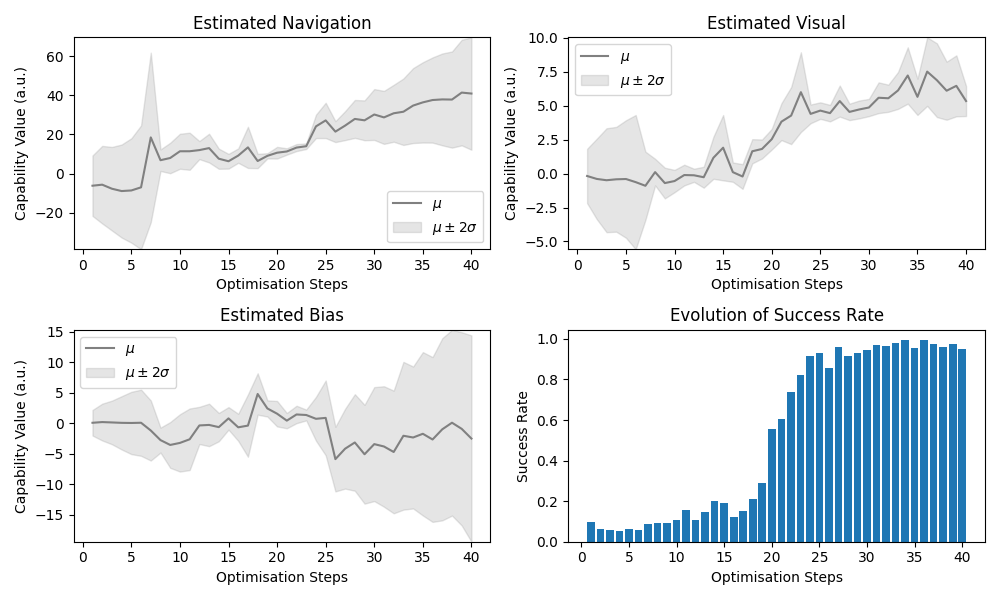 Estimated Navigation
Capability Value (a.u.)
60
40
20
0
−20
μ
μ ± 2σ
0 5 10 15 20 25 30 35 40
Optimisation Steps
Estimated Visual
Capability Value (a.u.)
10.0
7.5
5.0
2.5
0.0
−2.5
−5.0
μ
μ ± 2σ
0 5 10 15 20 25 30 35 40
Optimisation Steps
Estimated Bias
Capability Value (a.u.)
15
10
5
0
−5
−10
−15
μ
μ ± 2σ
0 5 10 15 20 25 30 35 40
Optimisation Steps
Evolution of Success Rate
Success Rate
1.0
0.8
0.6
0.4
0.2
0.0
0 5 10 15 20 25 30 35 40
Optimisation Steps